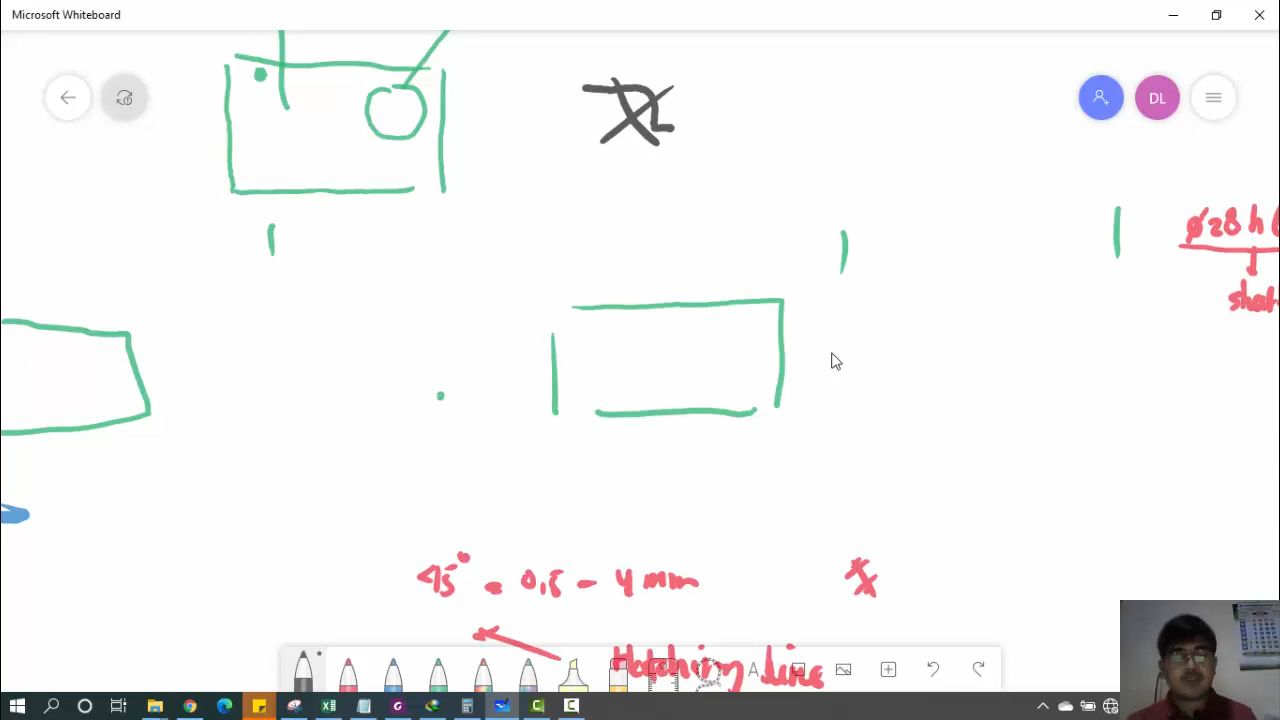 Microsoft Whiteboard
DL
ø28 h
45° = 0,5 - 4 mm
Hatching Line
A